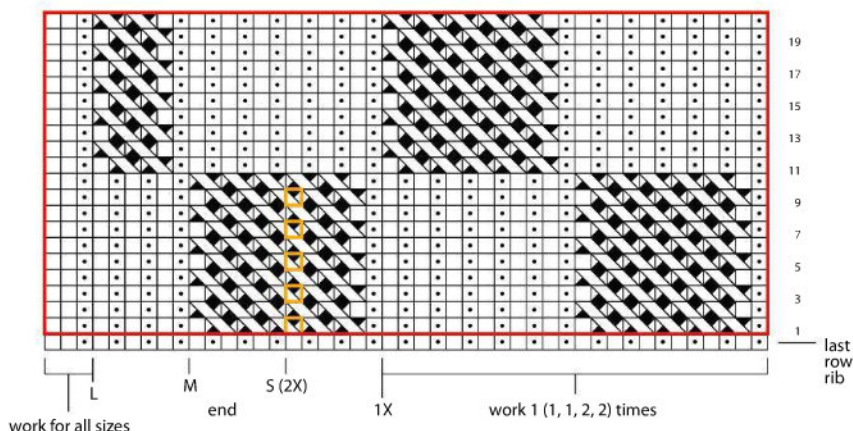 19
17
15
13
11
9
7
5
3
1
last
row
rib
L
M
S (2X)
end
1X
work 1 (1, 1, 2, 2) times
work for all sizes